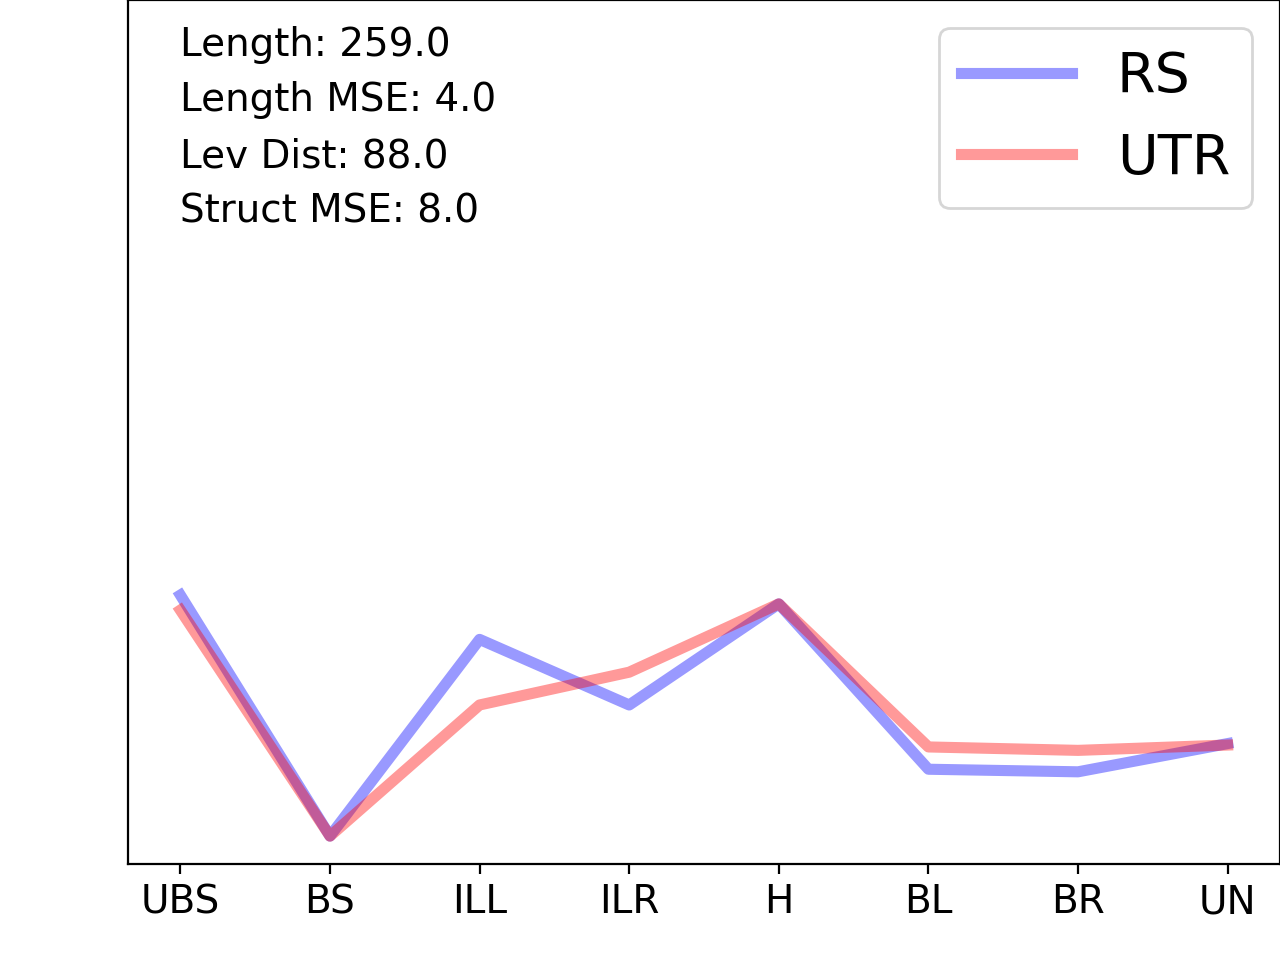 Length: 259.0
Length MSE: 4.0
Lev Dist: 88.0
Struct MSE: 8.0
RS
UTR
UBS BS ILL ILR H BL BR UN